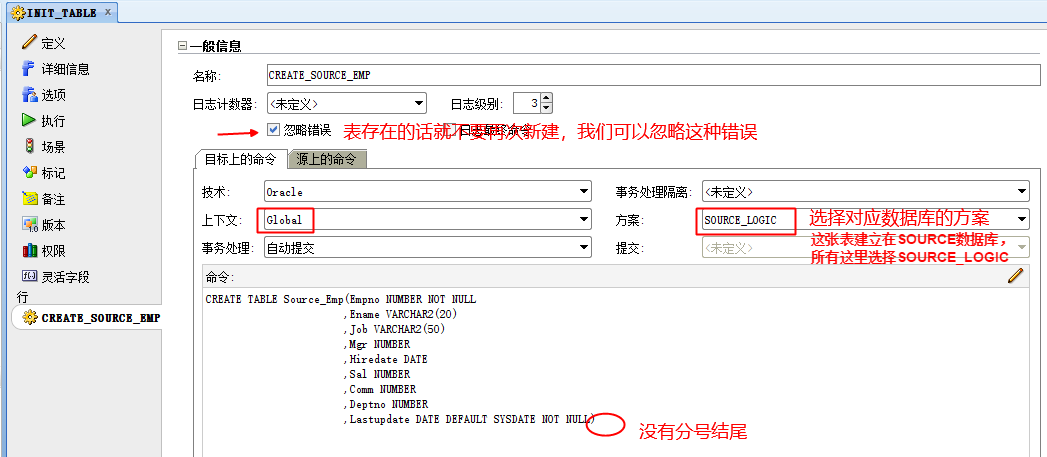 INIT_TABLE
定义
详细信息
选项
执行
场景
标记
备注
版本
权限
灵活字段
行
CREATE_SOURCE_EMP
一般信息
名称: CREATE_SOURCE_EMP
日志计数器: <未定义> 日志级别: 3
忽略错误 表存在的话就不要再次新建，我们可以忽略这种错误
目标上的命令 源上的命令
技术: Oracle 事务处理隔离: <未定义>
上下文: Global 方案: SOURCE_LOGIC 选择对应数据库的方案
这张表建立在SOURCE数据库，
所有这里选择SOURCE_LOGIC
事务处理: 自动提交 提交: <未定义>
命令:
CREATE TABLE Source_Emp(Empno NUMBER NOT NULL
,Ename VARCHAR2(20)
,Job VARCHAR2(50)
,Mgr NUMBER
,Hiredate DATE
,Sal NUMBER
,Comm NUMBER
,Deptno NUMBER
,Lastupdate DATE DEFAULT SYSDATE NOT NULL)
没有分号结尾